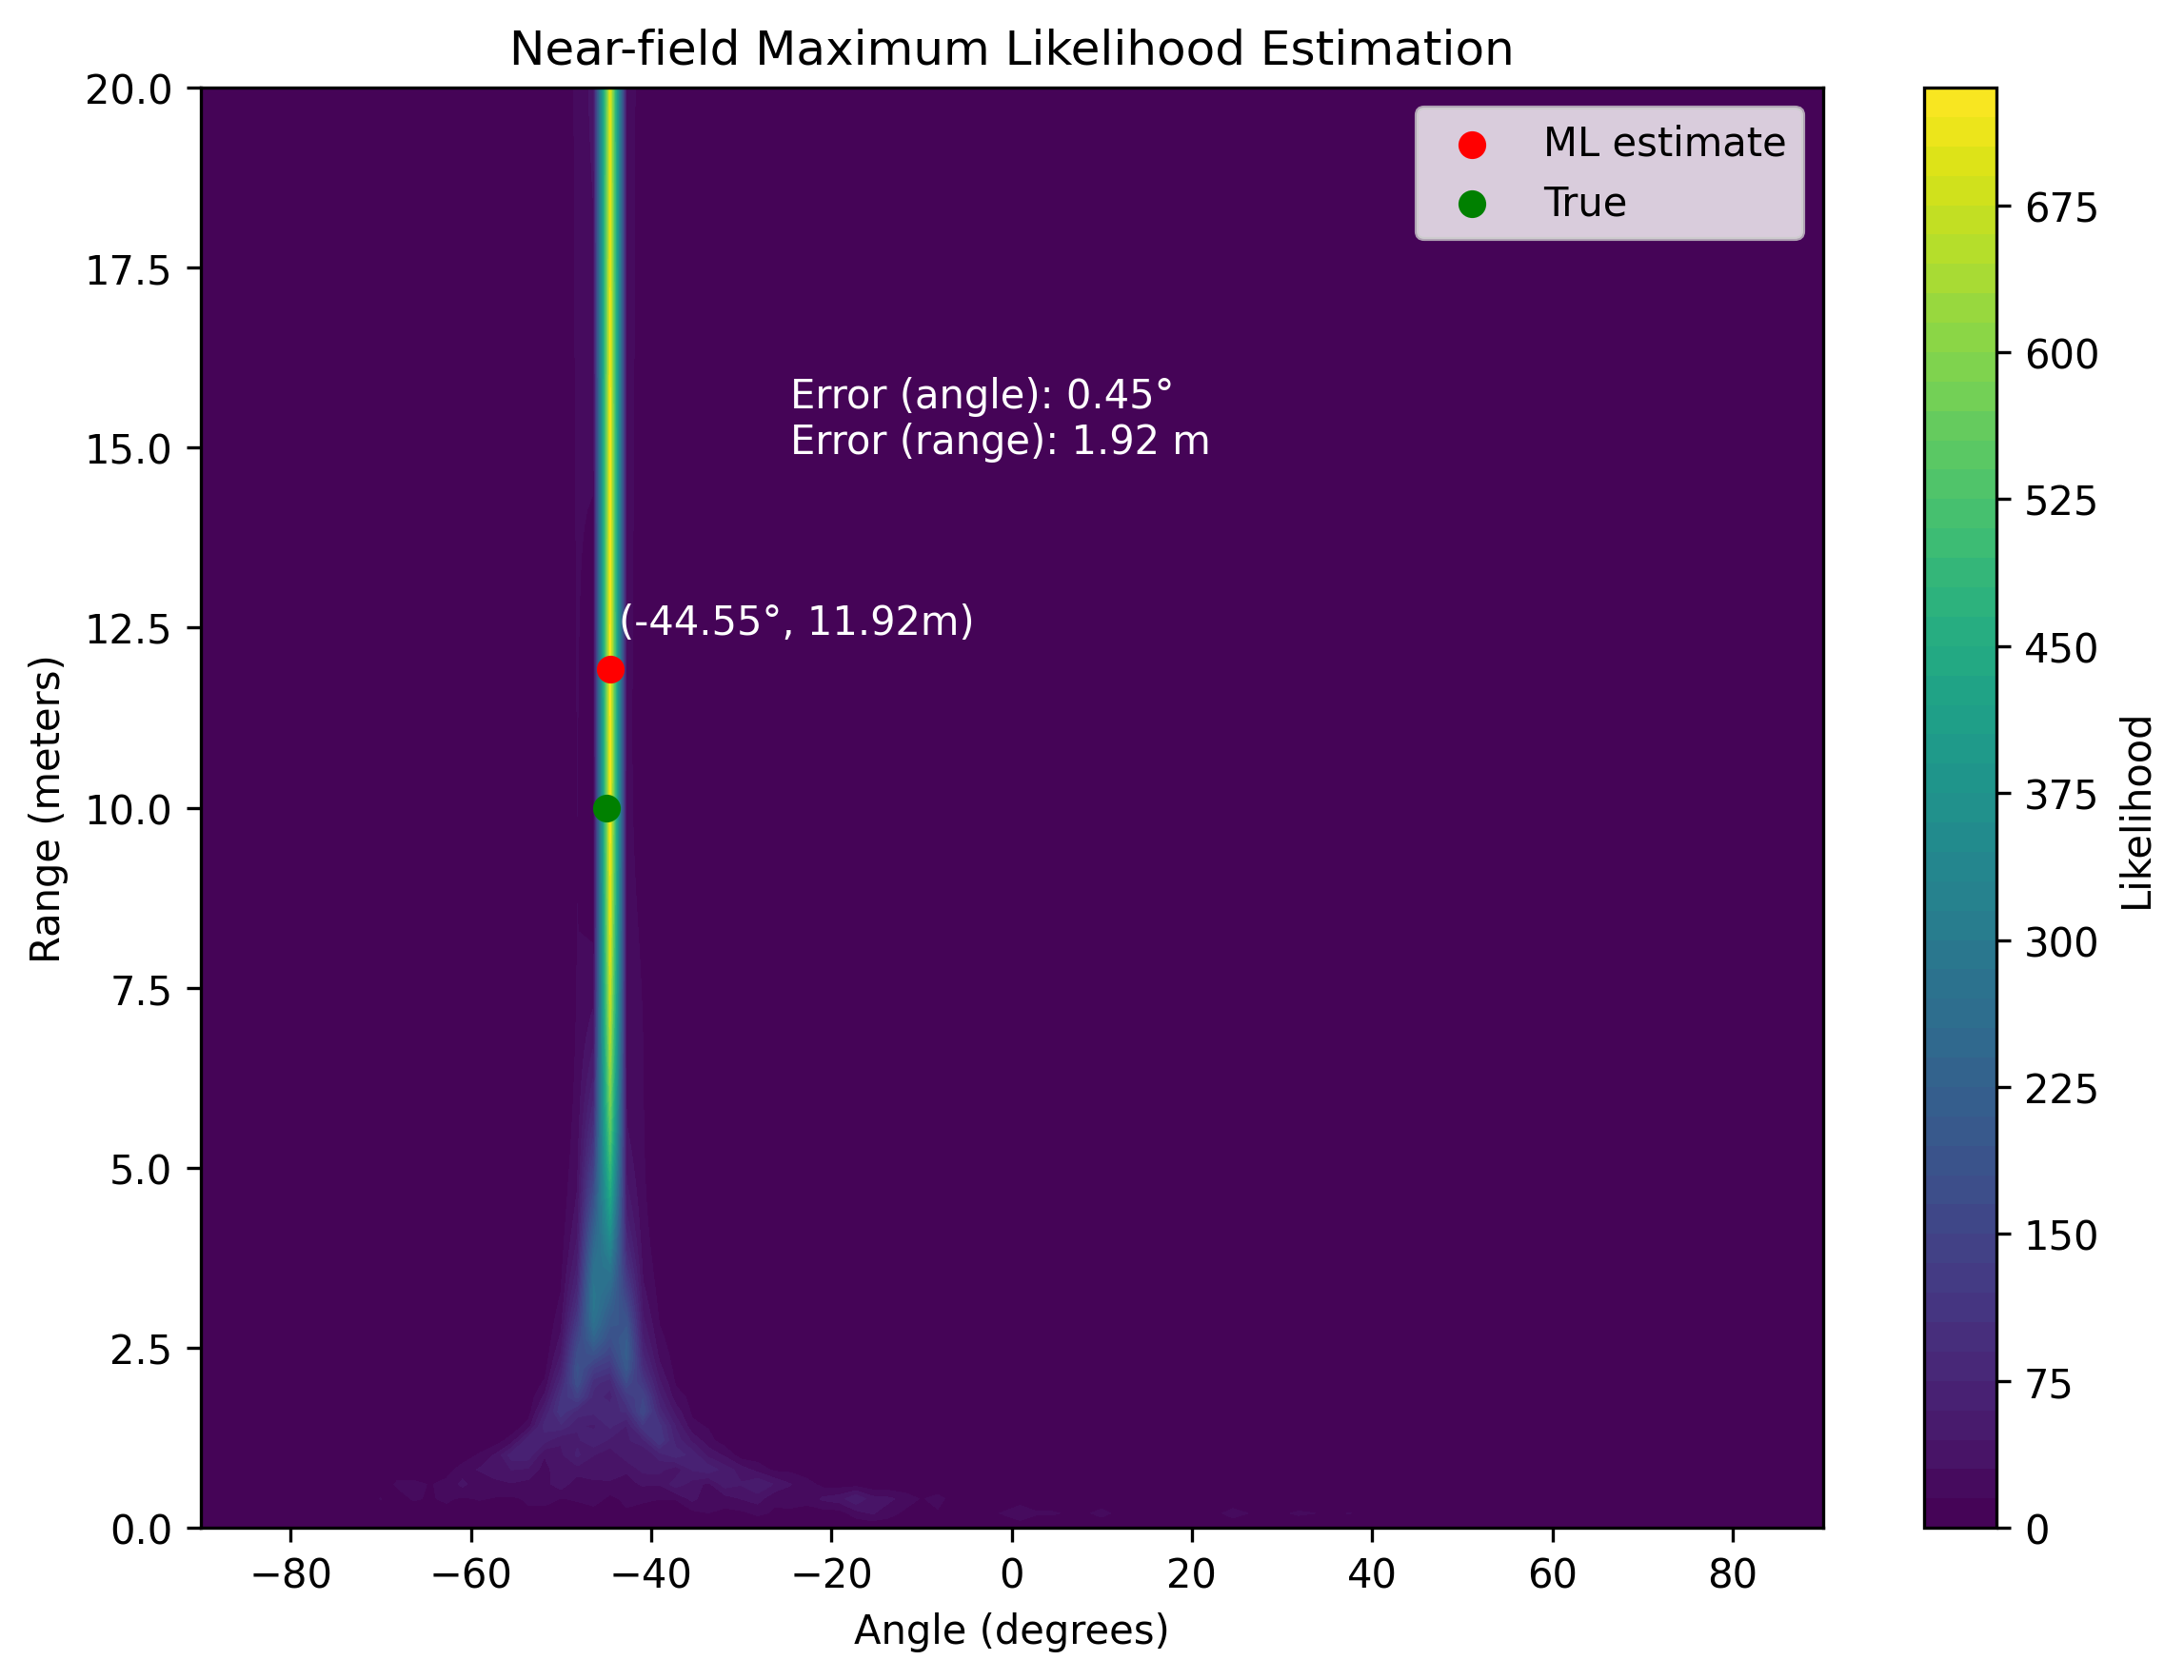 Near-field Maximum Likelihood Estimation
20.0
17.5
15.0
12.5
10.0
7.5
5.0
2.5
0.0
Range (meters)
ML estimate
True
Error (angle): 0.45°
Error (range): 1.92 m
(-44.55°, 11.92m)
−80 −60 −40 −20 0 20 40 60 80
Angle (degrees)
675
600
525
450
375
300
225
150
75
0
Likelihood